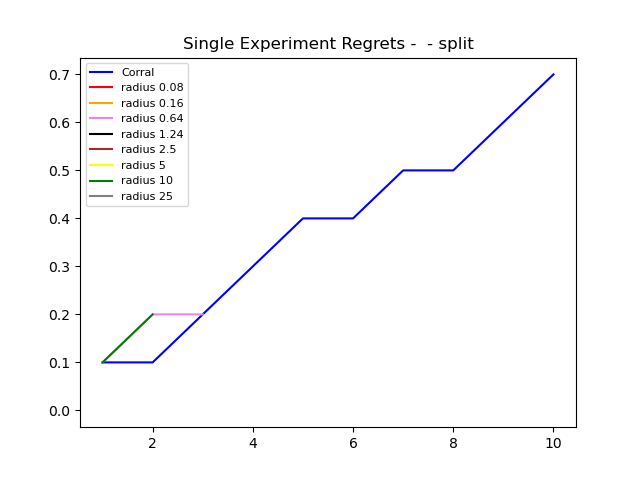 Single Experiment Regrets -  - split
Corral
radius 0.08
radius 0.16
radius 0.64
radius 1.24
radius 2.5
radius 5
radius 10
radius 25
0.7
0.6
0.5
0.4
0.3
0.2
0.1
0.0
2 4 6 8 10